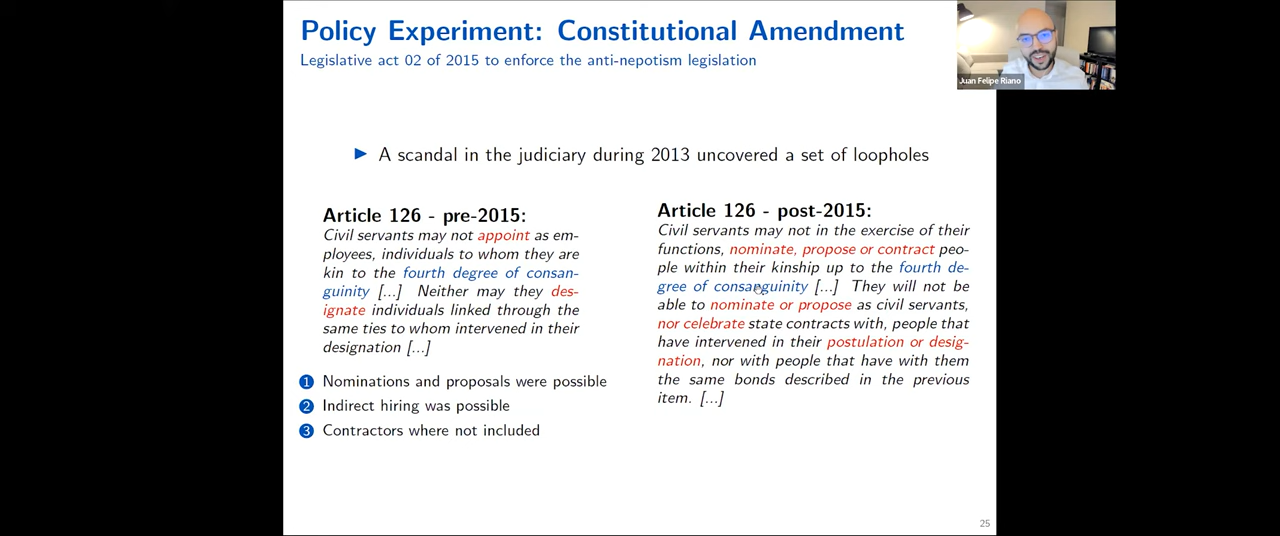 Policy Experiment: Constitutional Amendment
Legislative act 02 of 2015 to enforce the anti-nepotism legislation
Juan Felipe Riano
A scandal in the judiciary during 2013 uncovered a set of loopholes
Article 126 - pre-2015:
Civil servants may not appoint as em-
ployees, individuals to whom they are
kin to the fourth degree of consan-
guinity [...] Neither may they des-
ignate individuals linked through the
same ties to whom intervened in their
designation [...]
1 Nominations and proposals were possible
2 Indirect hiring was possible
3 Contractors where not included
Article 126 - post-2015:
Civil servants may not in the exercise of their
functions, nominate, propose or contract peo-
ple within their kinship up to the fourth de-
gree of consanguinity [...] They will not be
able to nominate or propose as civil servants,
nor celebrate state contracts with, people that
have intervened in their postulation or desig-
nation, nor with people that have with them
the same bonds described in the previous
item. [...]
25